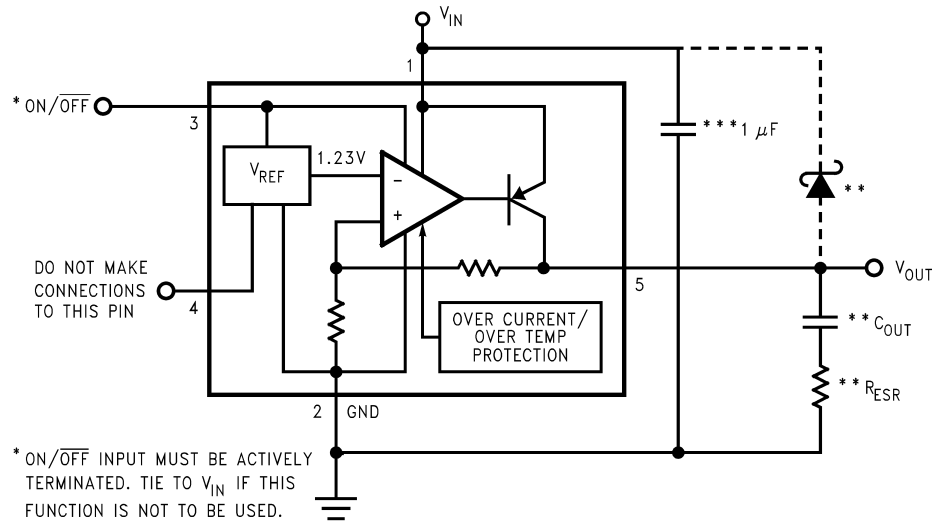 V_IN
1
* ON/OFF
3
*** 1 μF
1.23V
V_REF
−
+
**
DO NOT MAKE
CONNECTIONS
TO THIS PIN
4
5
V_OUT
OVER CURRENT/
OVER TEMP
PROTECTION
** C_OUT
** R_ESR
2 GND
* ON/OFF INPUT MUST BE ACTIVELY
TERMINATED. TIE TO V_IN IF THIS
FUNCTION IS NOT TO BE USED.